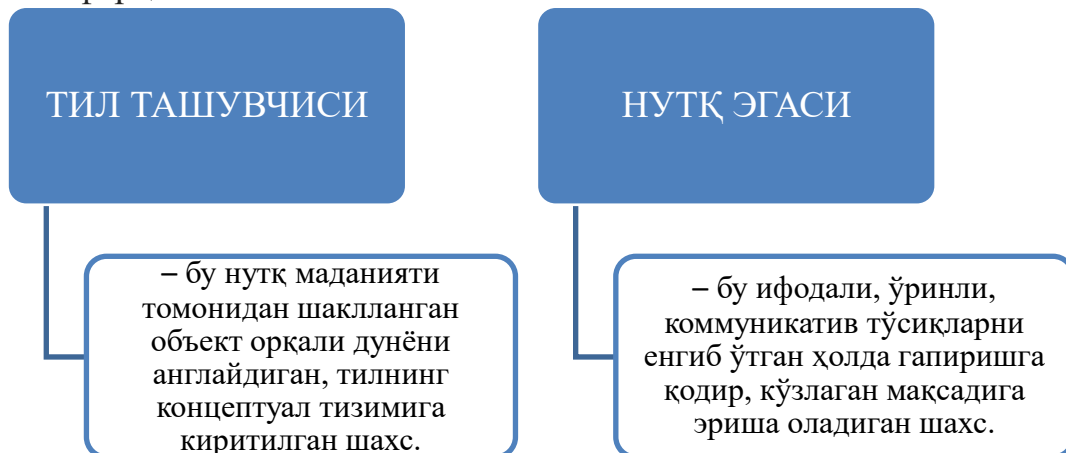 ТИЛ ТАШУВЧИСИ
– бу нутқ маданияти
томонидан шаклланган
объект орқали дунёни
англайдиган, тилнинг
концептуал тизимига
киритилган шахс.
НУТҚ ЭГАСИ
– бу ифодали, ўринли,
коммуникатив тўсиқларни
енгиб ўтган ҳолда гапиришга
қодир, кўзлаган мақсадига
эриша оладиган шахс.